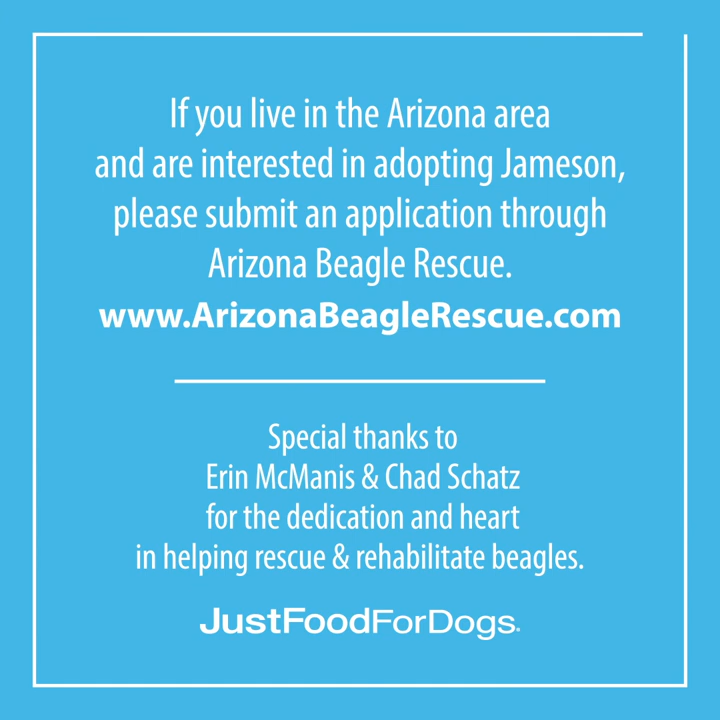 If you live in the Arizona area
and are interested in adopting Jameson,
please submit an application through
Arizona Beagle Rescue.
www.ArizonaBeagleRescue.com
Special thanks to
Erin McManis & Chad Schatz
for the dedication and heart
in helping rescue & rehabilitate beagles.
JustFoodForDogs.